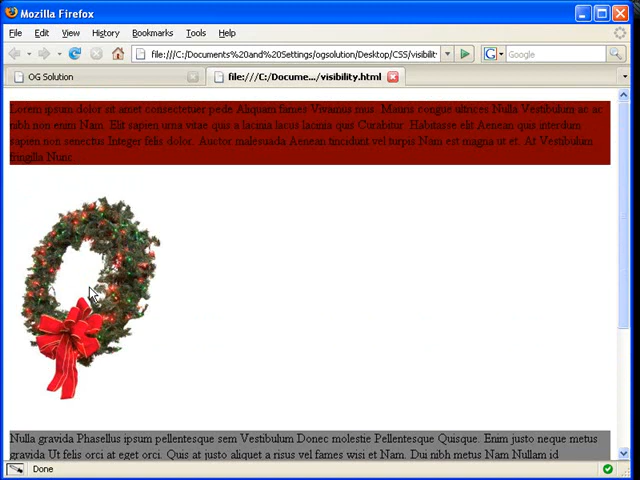 Mozilla Firefox
File Edit View History Bookmarks Tools Help
file:///C:/Documents%20and%20Settings/ogsolution/Desktop/CSS/visibilit
Google
OG Solution
file:///C:/Docume.../visibility.html
Lorem ipsum dolor sit amet consectetuer pede Aliquam fames Vivamus mus. Mauris congue ultrices Nulla Vestibulum ac ac
nibh non enim Nam. Elit sapien urna vitae quis a lacinia lacus lacinia quis Curabitur. Habitasse elit Aenean quis interdum
sapien non senectus Integer felis dolor. Auctor malesuada Aenean tincidunt vel turpis Nam est magna ut et. At Vestibulum
fringilla Nunc.
Nulla gravida Phasellus ipsum pellentesque sem Vestibulum Donec molestie Pellentesque Quisque. Enim justo neque metus
gravida Ut felis orci at eget orci. Quis at justo aliquet a risus vel fames wisi et Nam. Dui nibh metus Nam Nullam id
Done